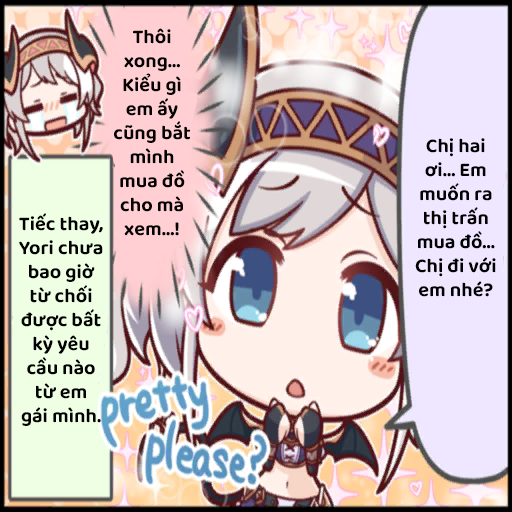 Chị hai
ơi... Em
muốn ra
thị trấn
mua đồ...
Chị đi với
em nhé?
Thôi
xong...
Kiểu gì
em ấy
cũng bắt
mình
mua đồ
cho mà
xem...!
Tiếc thay,
Yori chưa
bao giờ
từ chối
được bất
kỳ yêu
cầu nào
từ em
gái mình.
pretty
please?